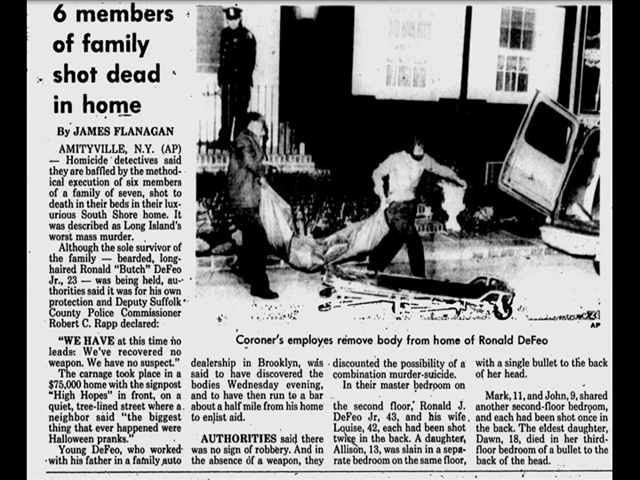 6 members
of family
shot dead
in home
By JAMES FLANAGAN
AMITYVILLE, N.Y. (AP)
— Homicide detectives said
they are baffled by the method-
ical execution of six members
of a family of seven, shot to
death in their beds in their lux-
urious South Shore home. It
was described as Long Island's
worst mass murder.
Although the sole survivor of
the family — bearded, long-
haired Ronald "Butch" DeFeo
Jr., 23 — was being held, au-
thorities said it was for his own
protection and Deputy Suffolk
County Police Commissioner
Robert C. Rapp declared:
"WE HAVE at this time no
leads: We've recovered no
weapon. We have no suspect."
The carnage took place in a
$75,000 home with the signpost
"High Hopes" in front, on a
quiet, tree-lined street where a
neighbor said "the biggest
thing that ever happened were
Halloween pranks."
Young DeFeo, who worked
with his father in a family auto
AP
Coroner's employes remove body from home of Ronald DeFeo
dealership in Brooklyn, was
said to have discovered the
bodies Wednesday evening,
and to have then run to a bar
about a half mile from his home
to enlist aid.
AUTHORITIES said there
was no sign of robbery. And in
the absence of a weapon, they
discounted the possibility of a
combination murder-suicide.
In their master bedroom on
the second floor, Ronald J.
DeFeo Jr, 43, and his wife,
Louise, 42, each had been shot
twice in the back. A daughter,
Allison, 13, was slain in a sepa-
rate bedroom on the same floor,
with a single bullet to the back
of her head.
Mark, 11, and John, 9, shared
another second-floor bedroom,
and each had been shot once in
the back. The eldest daughter,
Dawn, 18, died in her third-
floor bedroom of a bullet to the
back of the head.